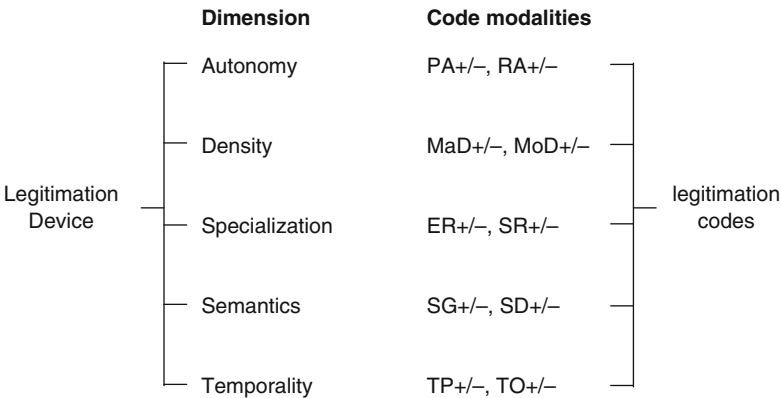 Dimension Code modalities
Autonomy PA+/–, RA+/–
Density MaD+/–, MoD+/–
Legitimation
Device
legitimation
codes
Specialization ER+/–, SR+/–
Semantics SG+/–, SD+/–
Temporality TP+/–, TO+/–